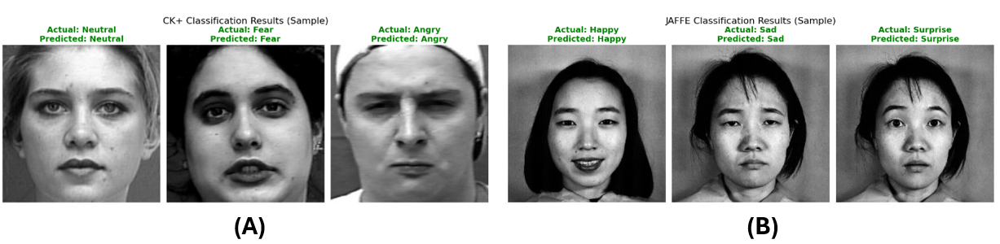 CK+ Classification Results (Sample)
Actual: Neutral
Predicted: Neutral
Actual: Fear
Predicted: Fear
Actual: Angry
Predicted: Angry
(A)
JAFFE Classification Results (Sample)
Actual: Happy
Predicted: Happy
Actual: Sad
Predicted: Sad
Actual: Surprise
Predicted: Surprise
(B)